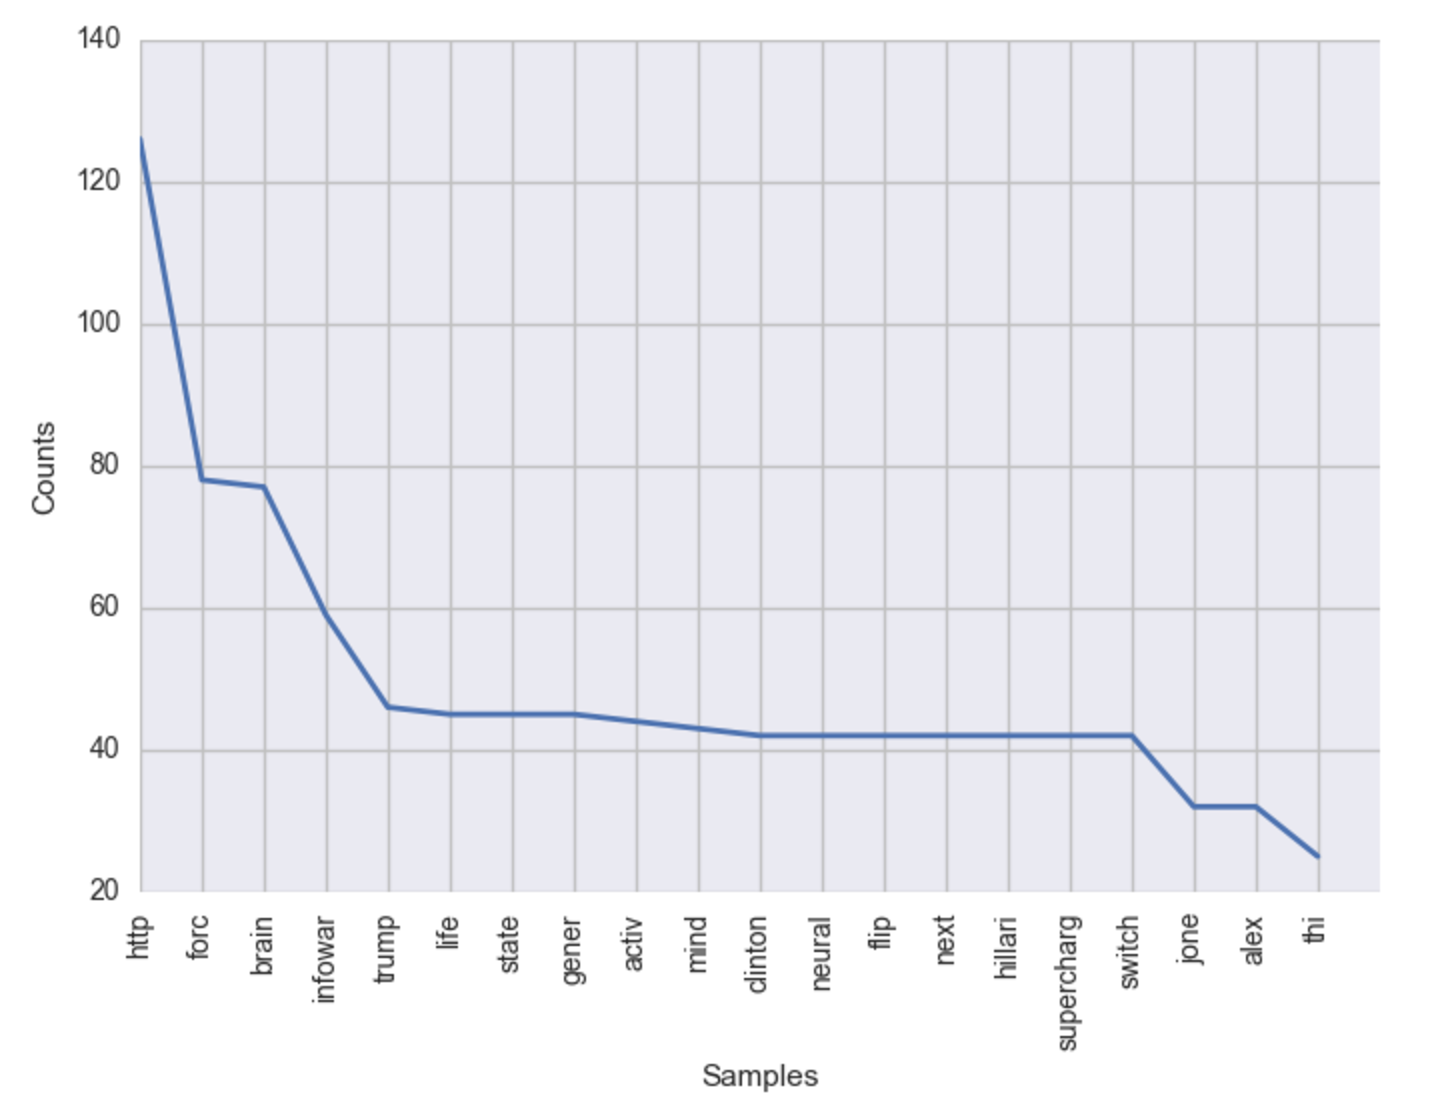 140
120
100
80
60
40
20
Counts
http
forc
brain
infowar
trump
life
state
gener
activ
mind
clinton
neural
flip
next
hillari
supercharg
switch
jone
alex
thi
Samples